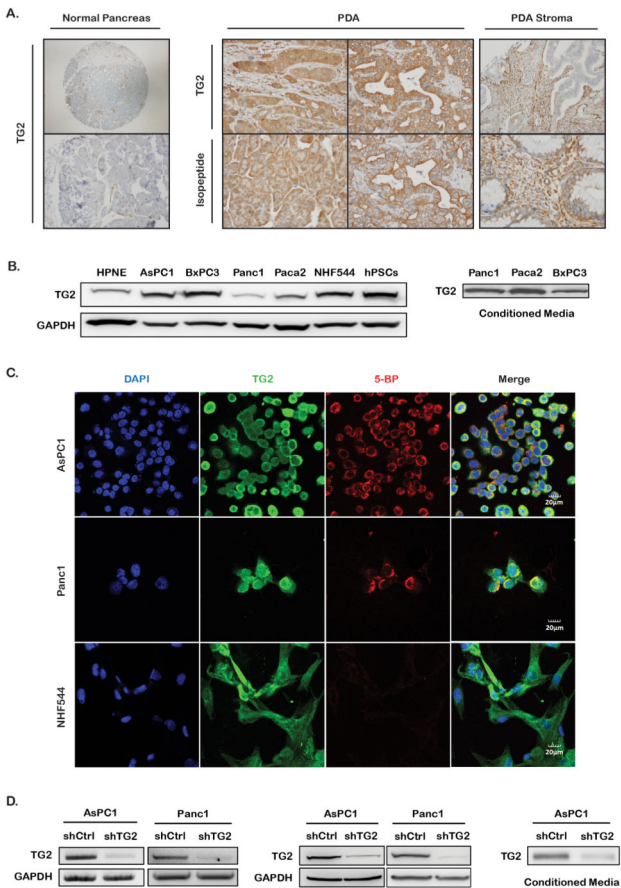 A.
Normal Pancreas
PDA
PDA Stroma
TG2
TG2
Isopeptide
B.
HPNE AsPC1 BxPC3 Panc1 Paca2 NHF544 hPSCs
TG2
GAPDH
Panc1 Paca2 BxPC3
TG2
Conditioned Media
C.
DAPI TG2 5-BP Merge
AsPC1
20μm
Panc1
20μm
NHF544
20μm
D.
AsPC1 Panc1
shCtrl shTG2 shCtrl shTG2
TG2
GAPDH
AsPC1 Panc1
shCtrl shTG2 shCtrl shTG2
TG2
GAPDH
AsPC1
shCtrl shTG2
TG2
Conditioned Media